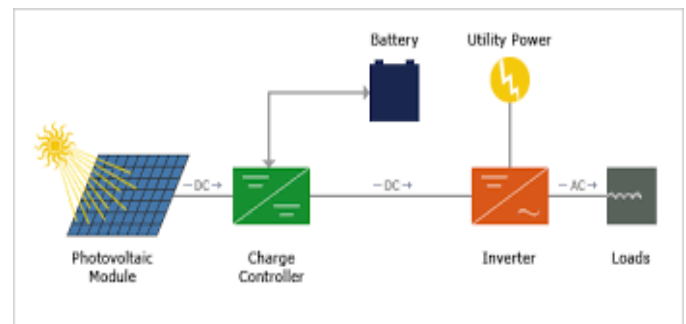 Battery
Utility Power
DC
DC
AC
Photovoltaic
Module
Charge
Controller
Inverter
Loads